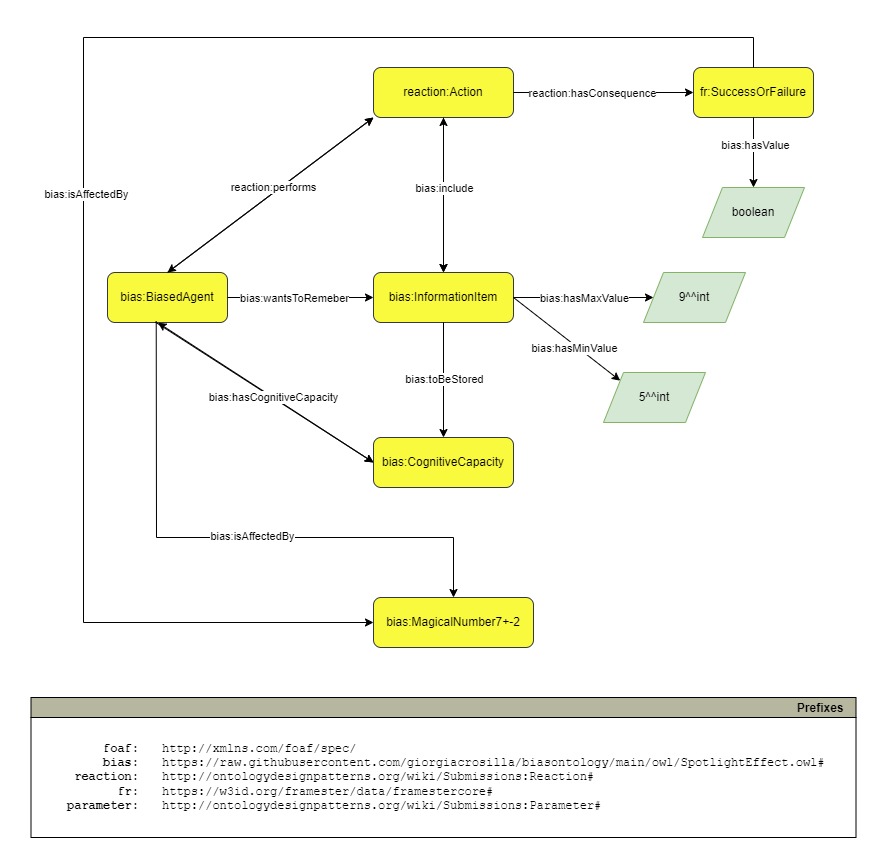 reaction:Action
reaction:hasConsequence
fr:SuccessOrFailure
bias:hasValue
bias:isAffectedBy
reaction:performs
bias:include
boolean
bias:BiasedAgent
bias:wantsToRemeber
bias:InformationItem
bias:hasMaxValue
9^^int
bias:hasMinValue
bias:toBeStored
bias:hasCognitiveCapacity
5^^int
bias:CognitiveCapacity
bias:isAffectedBy
bias:MagicalNumber7+-2
Prefixes
foaf: http://xmlns.com/foaf/spec/
bias: https://raw.githubusercontent.com/giorgiacrosilla/biasontology/main/owl/SpotlightEffect.owl#
reaction: http://ontologydesignpatterns.org/wiki/Submissions:Reaction#
fr: https://w3id.org/framester/data/framestercore#
parameter: http://ontologydesignpatterns.org/wiki/Submissions:Parameter#